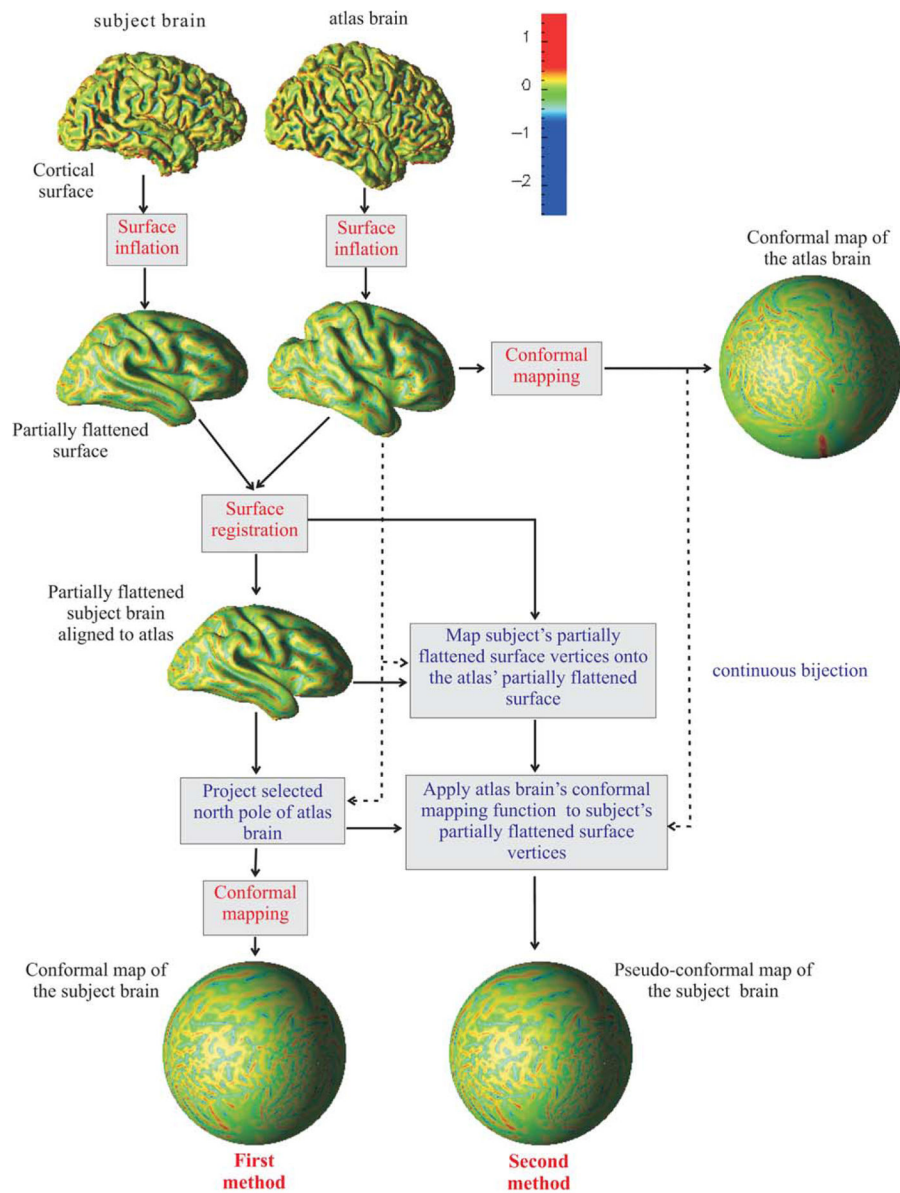 subject brain
atlas brain
1
0
−1
−2
Cortical
surface
Surface
inflation
Surface
inflation
Conformal map of
the atlas brain
Conformal
mapping
Partially flattened
surface
Surface
registration
Partially flattened
subject brain
aligned to atlas
Map subject's partially
flattened surface vertices onto
the atlas' partially flattened
surface
continuous bijection
Project selected
north pole of atlas
brain
Apply atlas brain's conformal
mapping function to subject's
partially flattened surface
vertices
Conformal
mapping
Conformal map of
the subject brain
Pseudo-conformal map of
the subject brain
First
method
Second
method